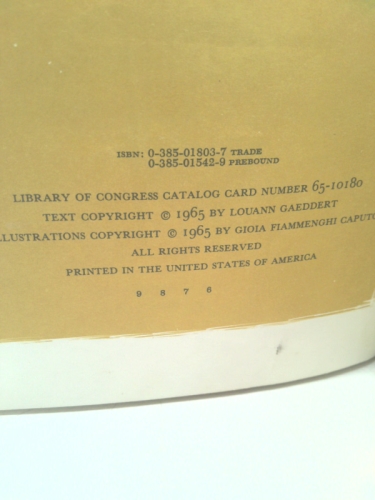 ISBN: 0-385-01803-7 TRADE
0-385-01542-9 PREBOUND
LIBRARY OF CONGRESS CATALOG CARD NUMBER 65-10180
TEXT COPYRIGHT © 1965 BY LOUANN GAEDDERT
LLUSTRATIONS COPYRIGHT © 1965 BY GIOIA FIAMMENGHI CAPUTO
ALL RIGHTS RESERVED
PRINTED IN THE UNITED STATES OF AMERICA
9 8 7 6